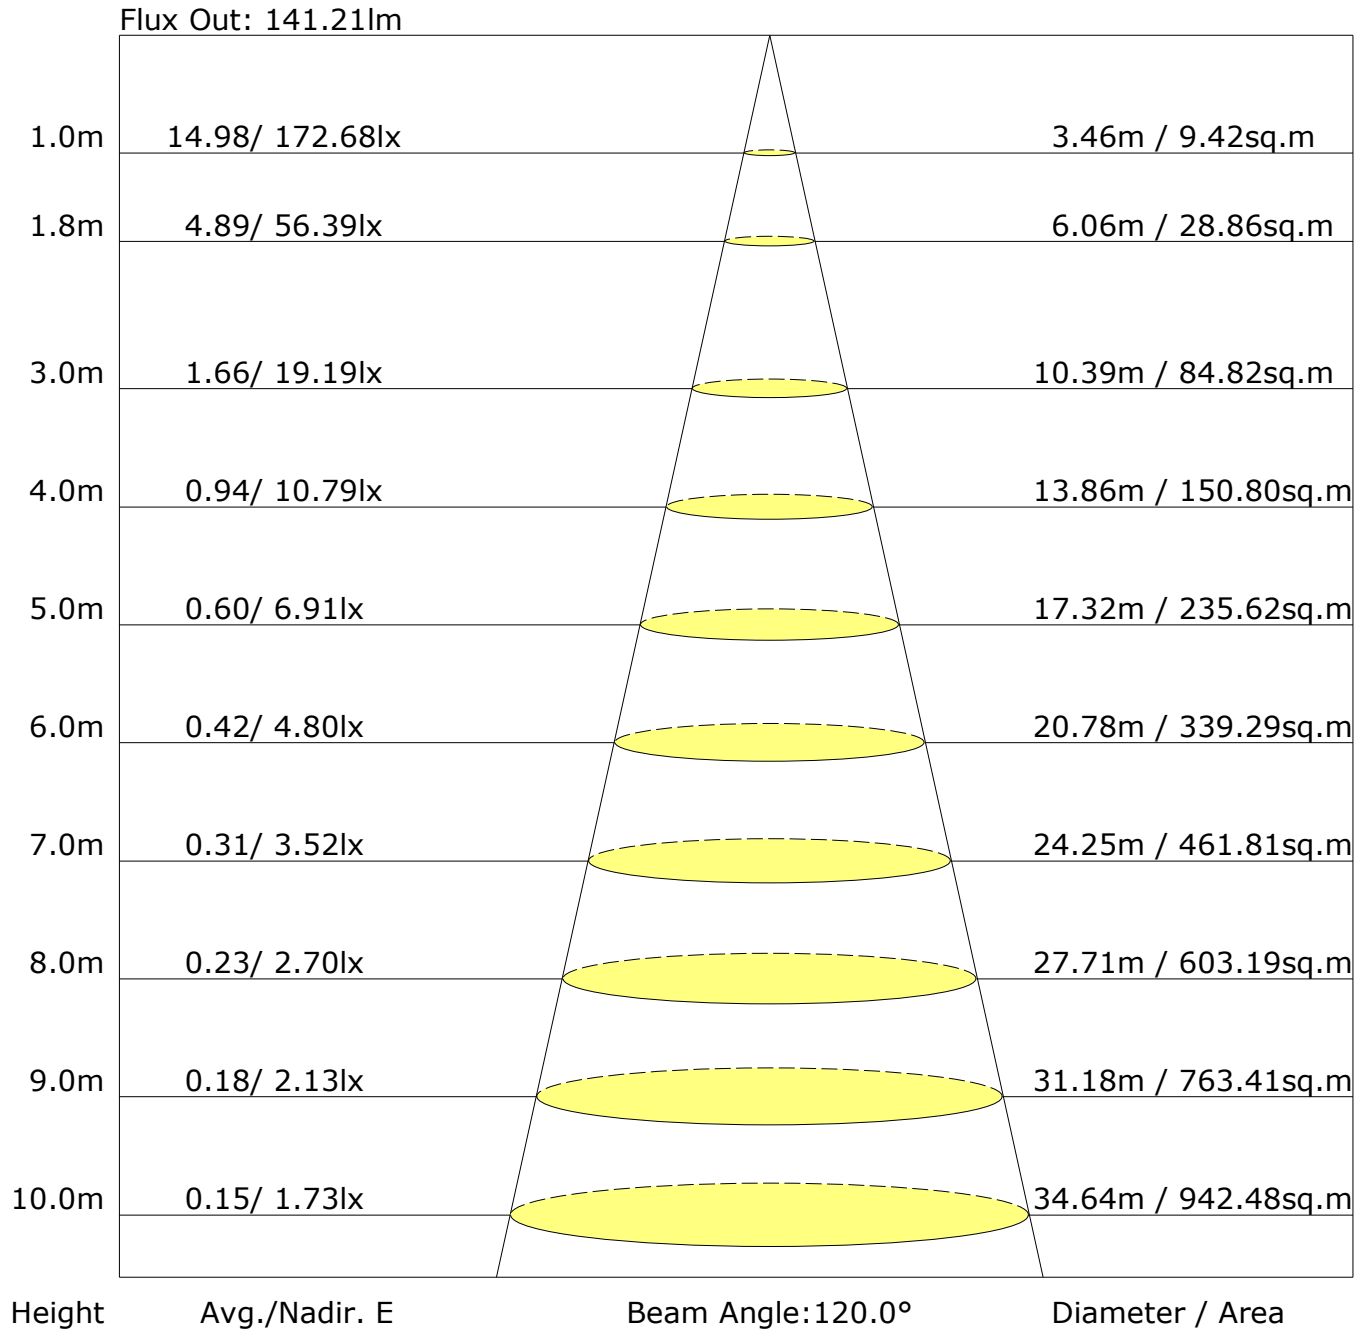 Flux Out: 141.21lm
1.0m 14.98/ 172.68lx 3.46m / 9.42sq.m
1.8m 4.89/ 56.39lx 6.06m / 28.86sq.m
3.0m 1.66/ 19.19lx 10.39m / 84.82sq.m
4.0m 0.94/ 10.79lx 13.86m / 150.80sq.m
5.0m 0.60/ 6.91lx 17.32m / 235.62sq.m
6.0m 0.42/ 4.80lx 20.78m / 339.29sq.m
7.0m 0.31/ 3.52lx 24.25m / 461.81sq.m
8.0m 0.23/ 2.70lx 27.71m / 603.19sq.m
9.0m 0.18/ 2.13lx 31.18m / 763.41sq.m
10.0m 0.15/ 1.73lx 34.64m / 942.48sq.m
Height Avg./Nadir. E Beam Angle:120.0° Diameter / Area